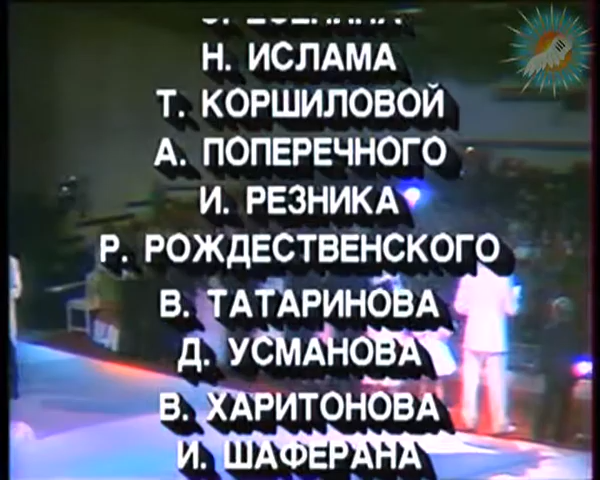 Н. ИСЛАМА
Т. КОРШИЛОВОЙ
А. ПОПЕРЕЧНОГО
И. РЕЗНИКА
Р. РОЖДЕСТВЕНСКОГО
В. ТАТАРИНОВА
Д. УСМАНОВА
В. ХАРИТОНОВА
И. ШАФЕРАНА